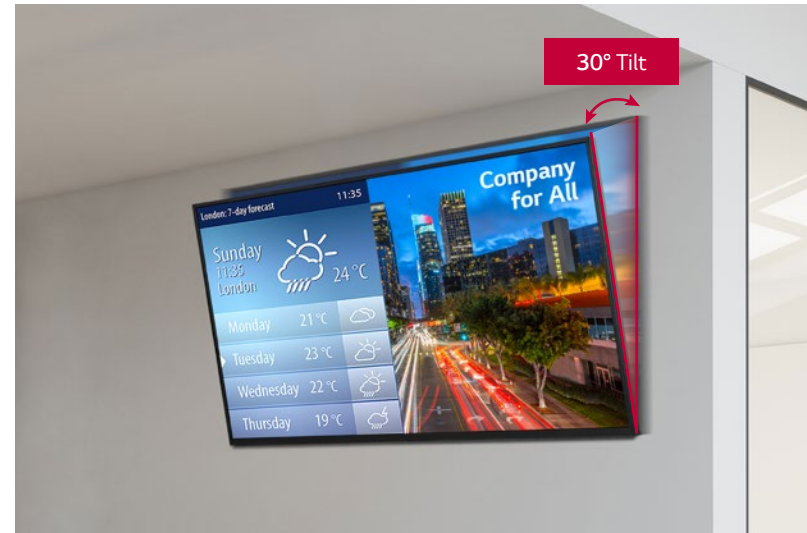 30° Tilt
London: 7-day forecast 11:35
Company
for All
Sunday
11:35
London
24 °C
Monday 21 °C
Tuesday 23 °C
Wednesday 22 °C
Thursday 19 °C